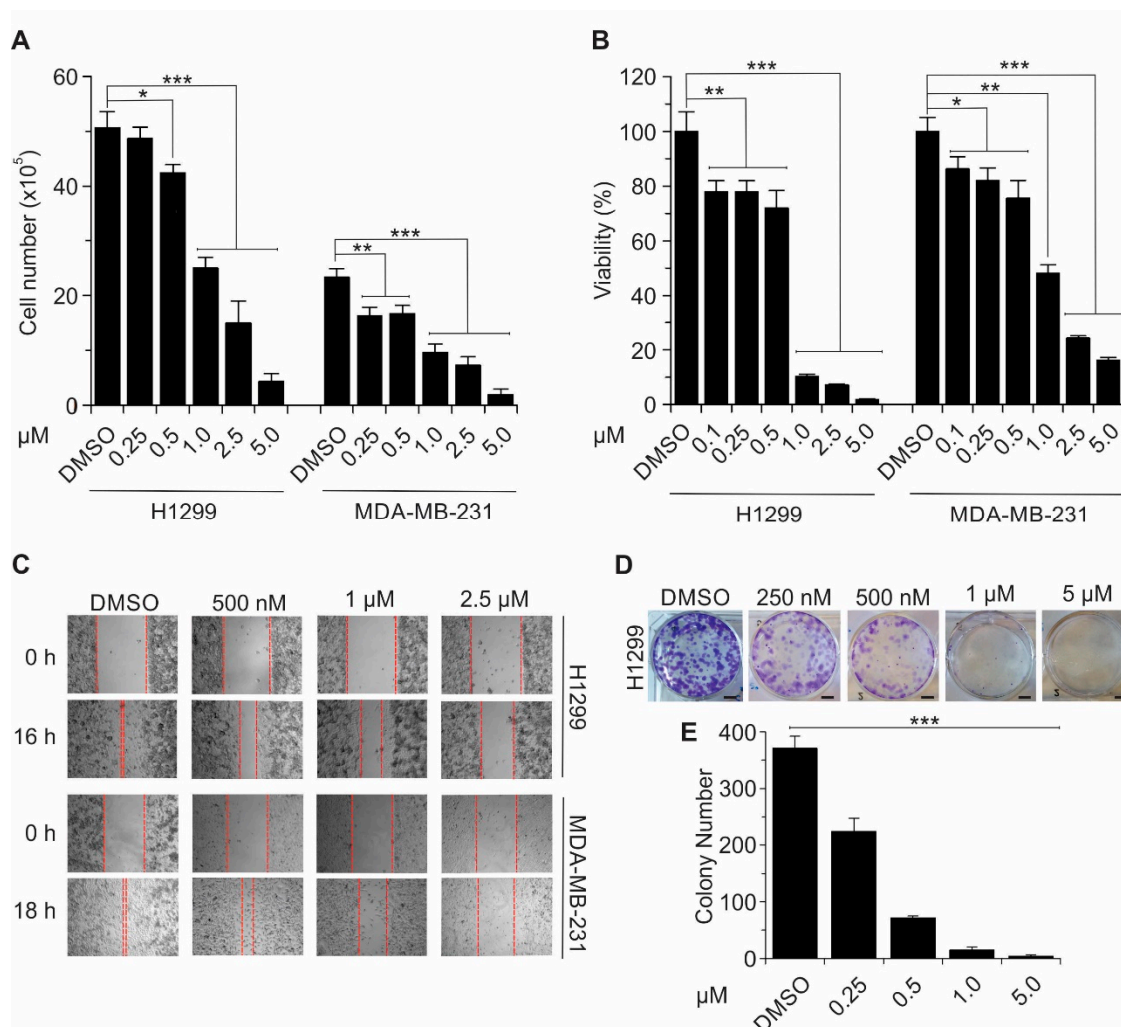 A
Cell number (x10⁵)
60
40
20
0
***
*
***
**
μM
DMSO 0.25 0.5 1.0 2.5 5.0 DMSO 0.25 0.5 1.0 2.5 5.0
H1299 MDA-MB-231
B
Viability (%)
120
100
80
60
40
20
0
***
**
***
**
*
μM
DMSO 0.1 0.25 0.5 1.0 2.5 5.0 DMSO 0.1 0.25 0.5 1.0 2.5 5.0
H1299 MDA-MB-231
C
DMSO 500 nM 1 μM 2.5 μM
0 h
16 h
H1299
0 h
18 h
MDA-MB-231
D
DMSO 250 nM 500 nM 1 μM 5 μM
H1299
2
2
E
Colony Number
400
300
200
100
0
***
μM
DMSO 0.25 0.5 1.0 5.0